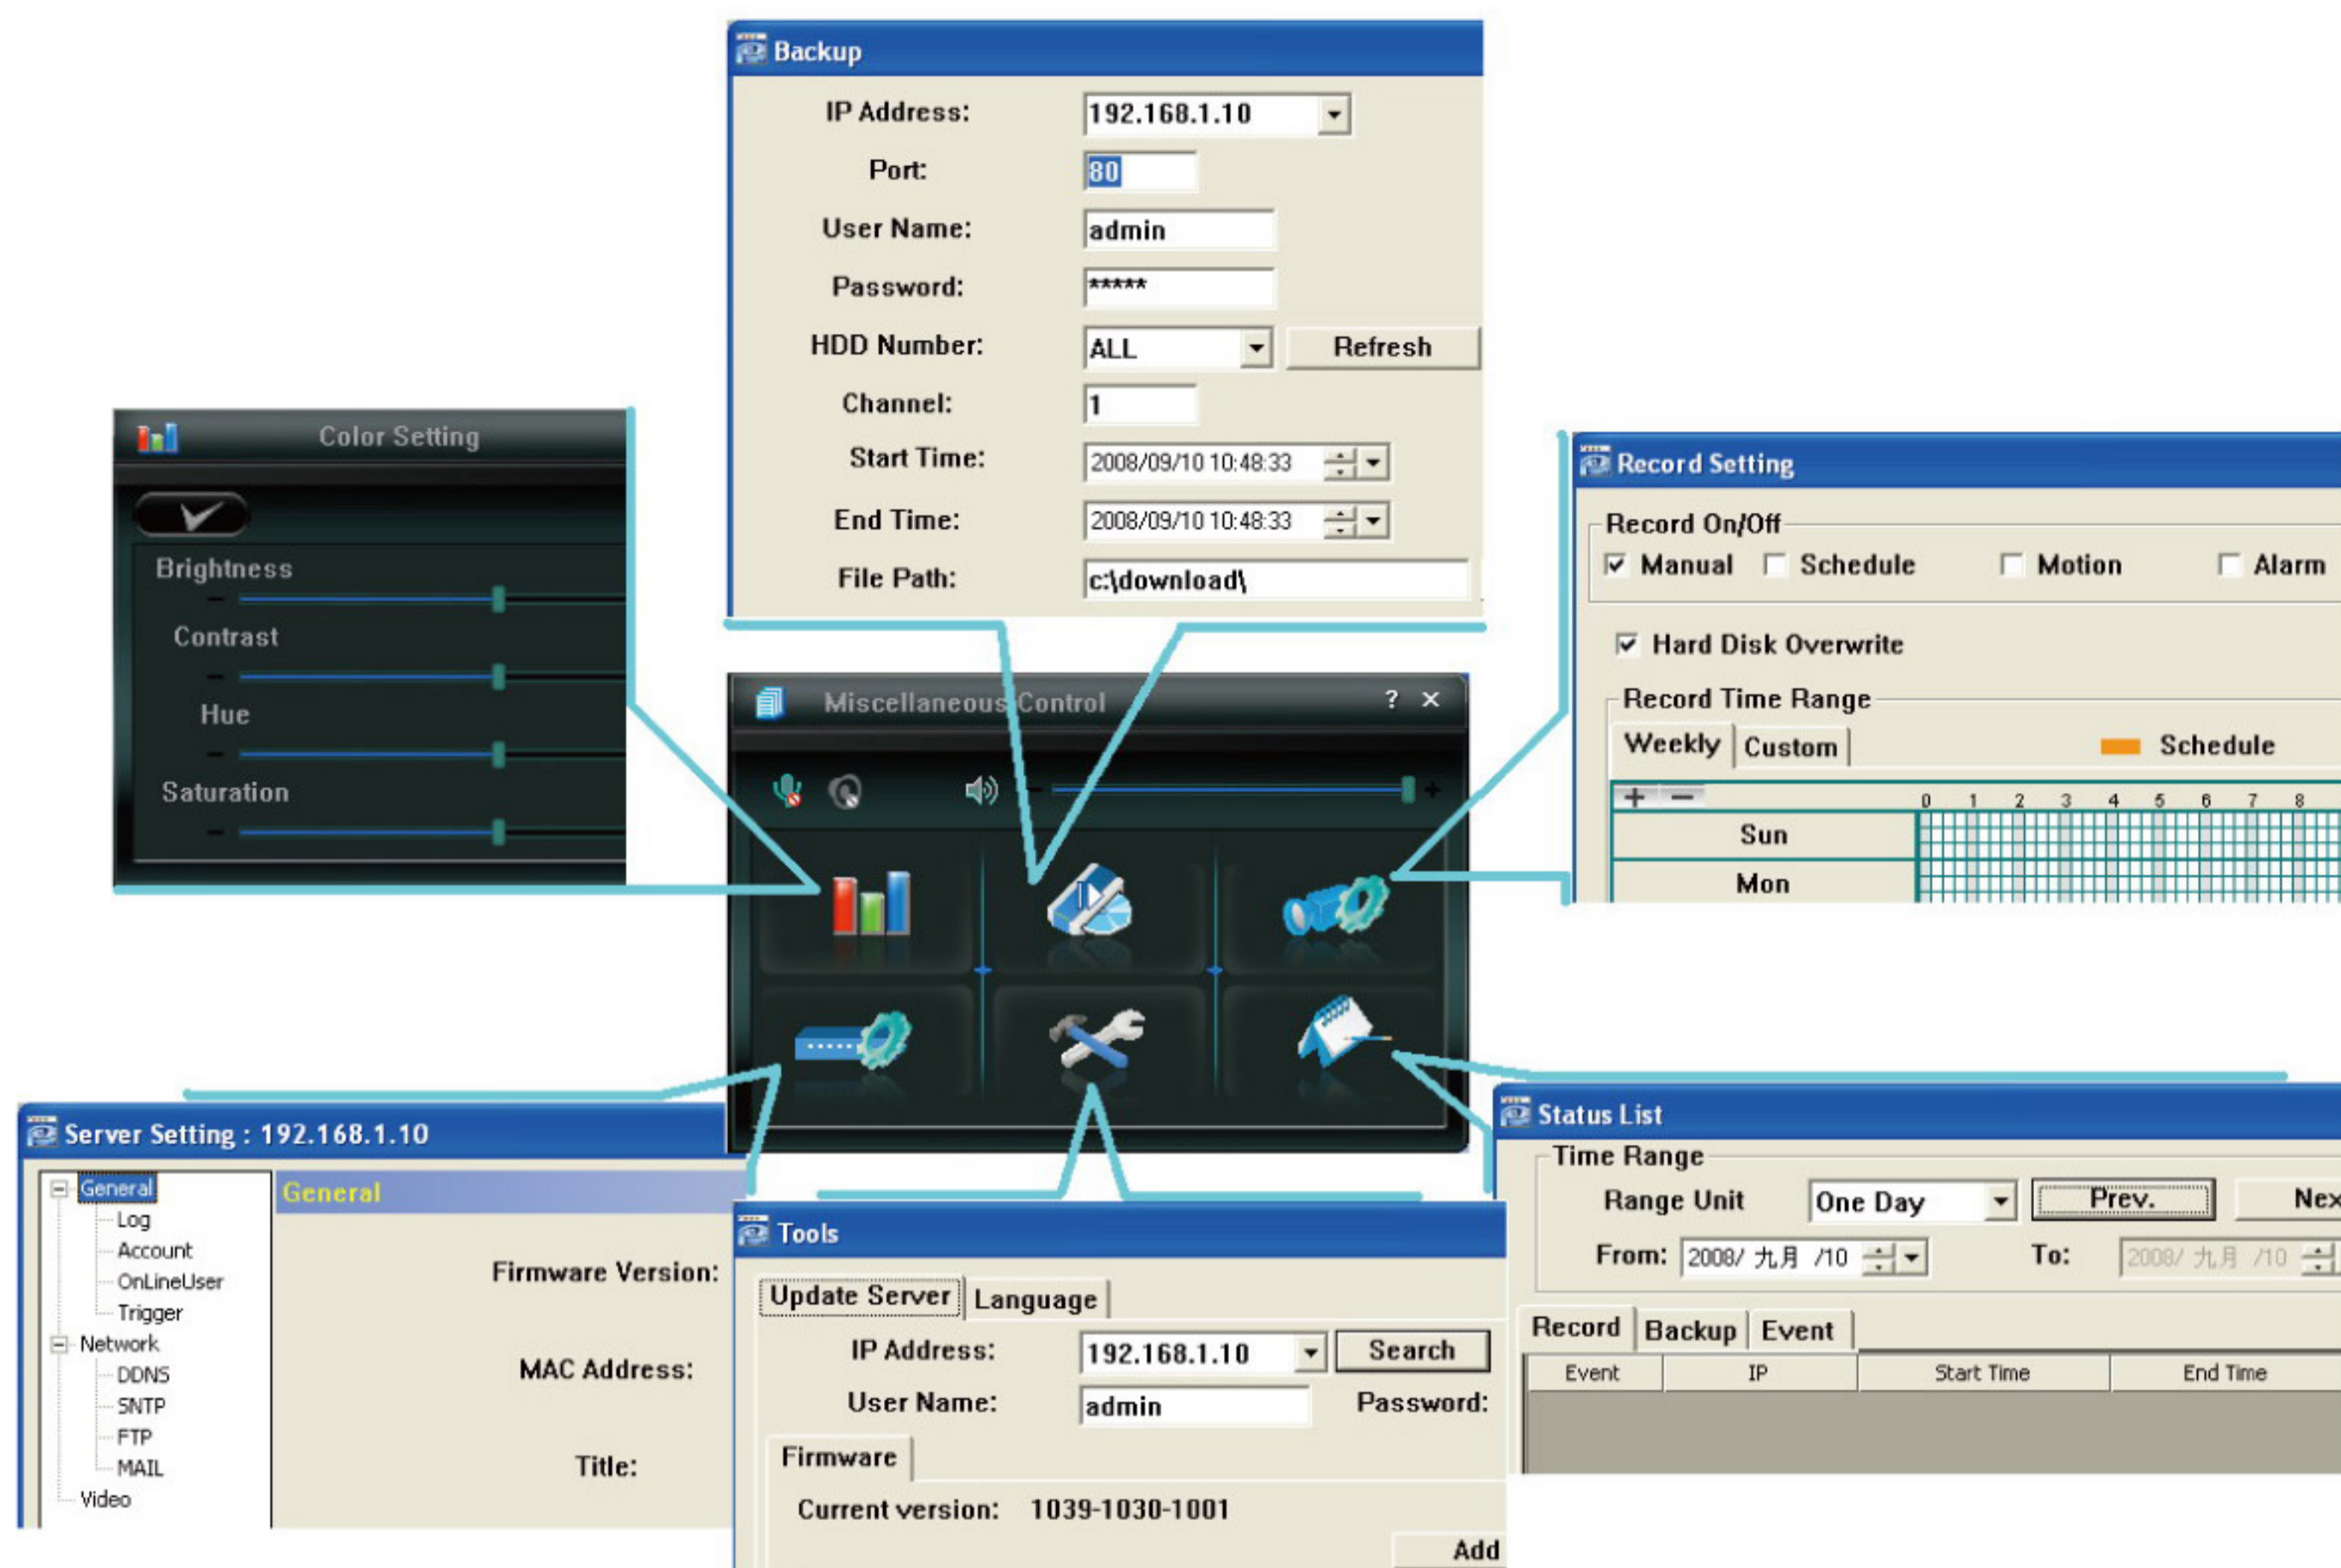 Backup
IP Address: 192.168.1.10
Port: 80
User Name: admin
Password: *****
HDD Number: ALL Refresh
Channel: 1
Start Time: 2008/09/10 10:48:33
End Time: 2008/09/10 10:48:33
File Path: c:\download\
Color Setting
Brightness
Contrast
Hue
Saturation
Record Setting
Record On/Off
Manual Schedule Motion Alarm
Hard Disk Overwrite
Record Time Range
Weekly Custom Schedule
0 1 2 3 4 5 6 7 8
Sun
Mon
Miscellaneous Control ? ×
Server Setting : 192.168.1.10
General
Log
Account
OnLineUser
Trigger
Network
DDNS
SNTP
FTP
MAIL
Video
General
Firmware Version:
MAC Address:
Title:
Tools
Update Server Language
IP Address: 192.168.1.10 Search
User Name: admin Password:
Firmware
Current version: 1039-1030-1001
Add
Status List
Time Range
Range Unit One Day Prev. Nex
From: 2008/ 九月 /10 To: 2008/ 九月 /10
Record Backup Event
Event IP Start Time End Time